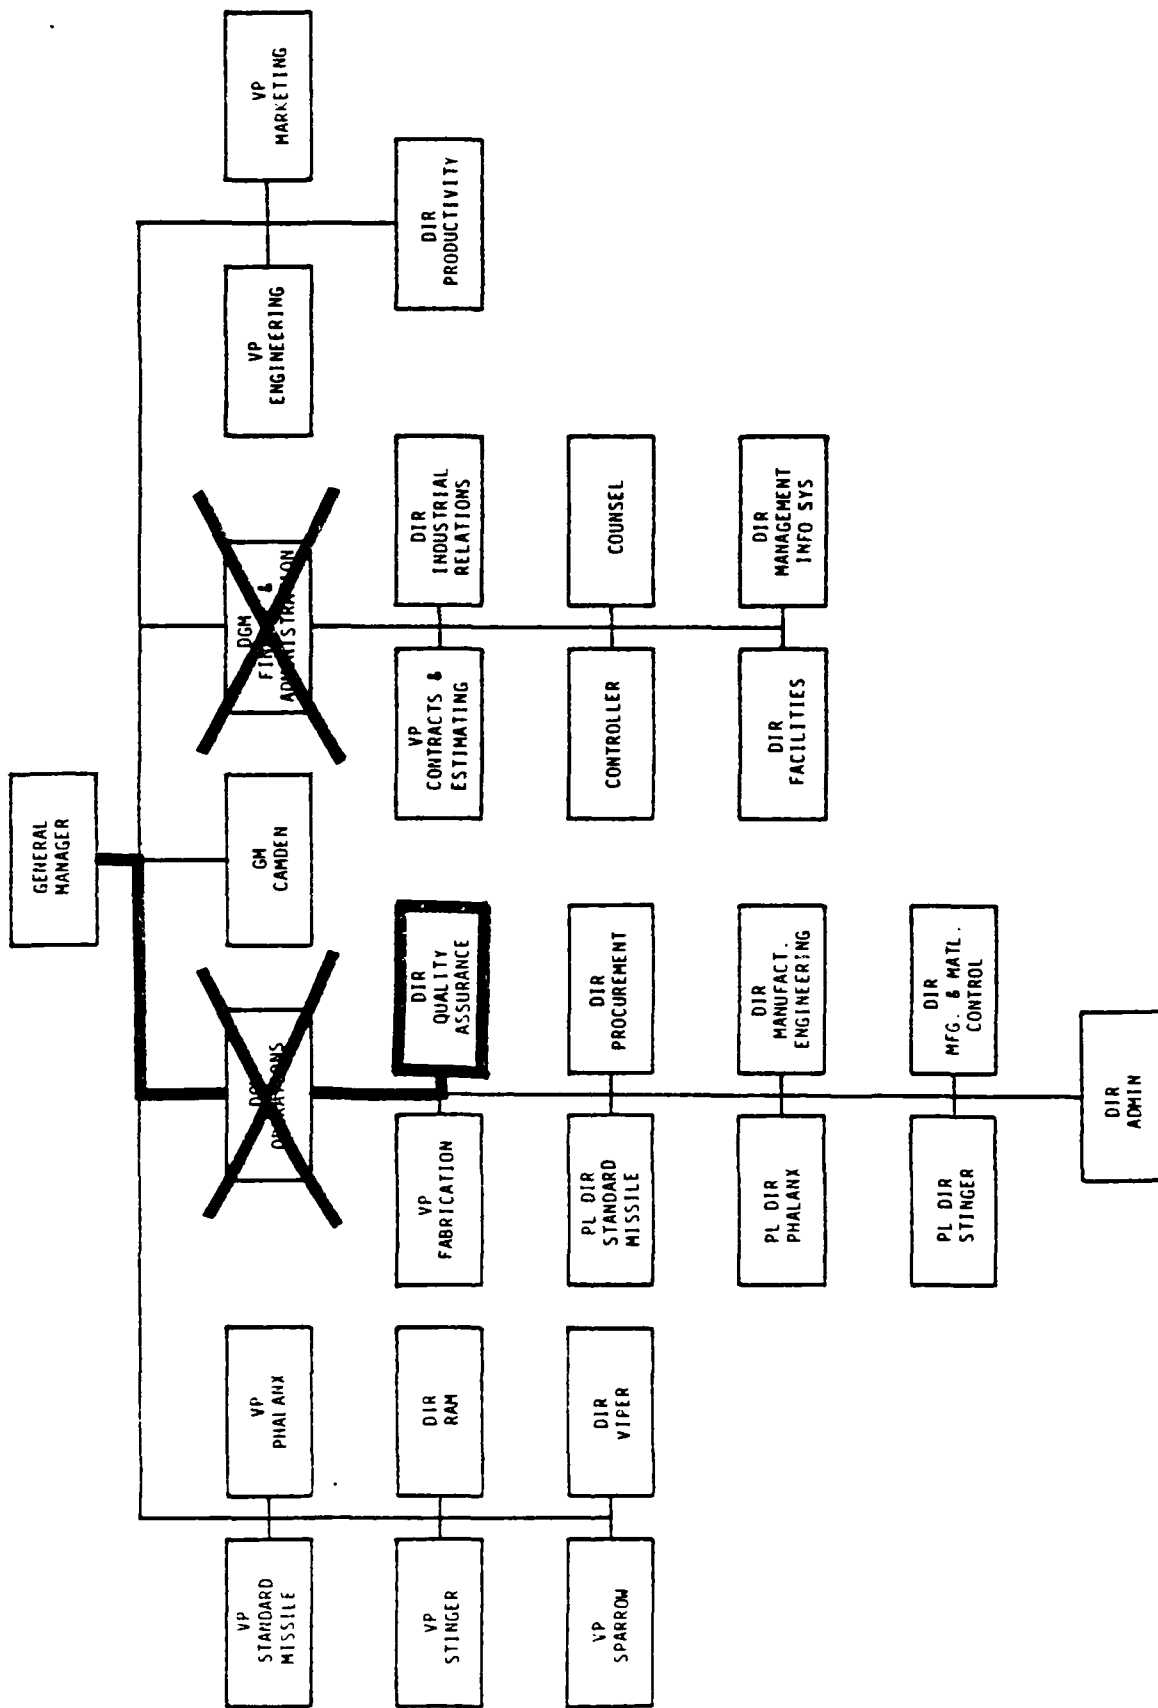 GENERAL
MANAGER
VP
STANDARD
MISSILE
VP
PHALANX
GM
CAMDEN
DGM
ADMINISTRATION
&
VP
ENGINEERING
VP
MARKETING
VP
STINGER
DIR
RAM
VP
FABRICATION
DIR
QUALITY
ASSURANCE
VP
CONTRACTS &
ESTIMATING
DIR
INDUSTRIAL
RELATIONS
DIR
PRODUCTIVITY
VP
SPARROW
DIR
VIPER
PL DIR
STANDARD
MISSILE
DIR
PROCUREMENT
CONTROLLER
COUNSEL
PL DIR
PHALANX
DIR
MANUFACT.
ENGINEERING
DIR
FACILITIES
DIR
MANAGEMENT
INFO SYS
PL DIR
STINGER
DIR
MFG. & MATL.
CONTROL
DIR
ADMIN